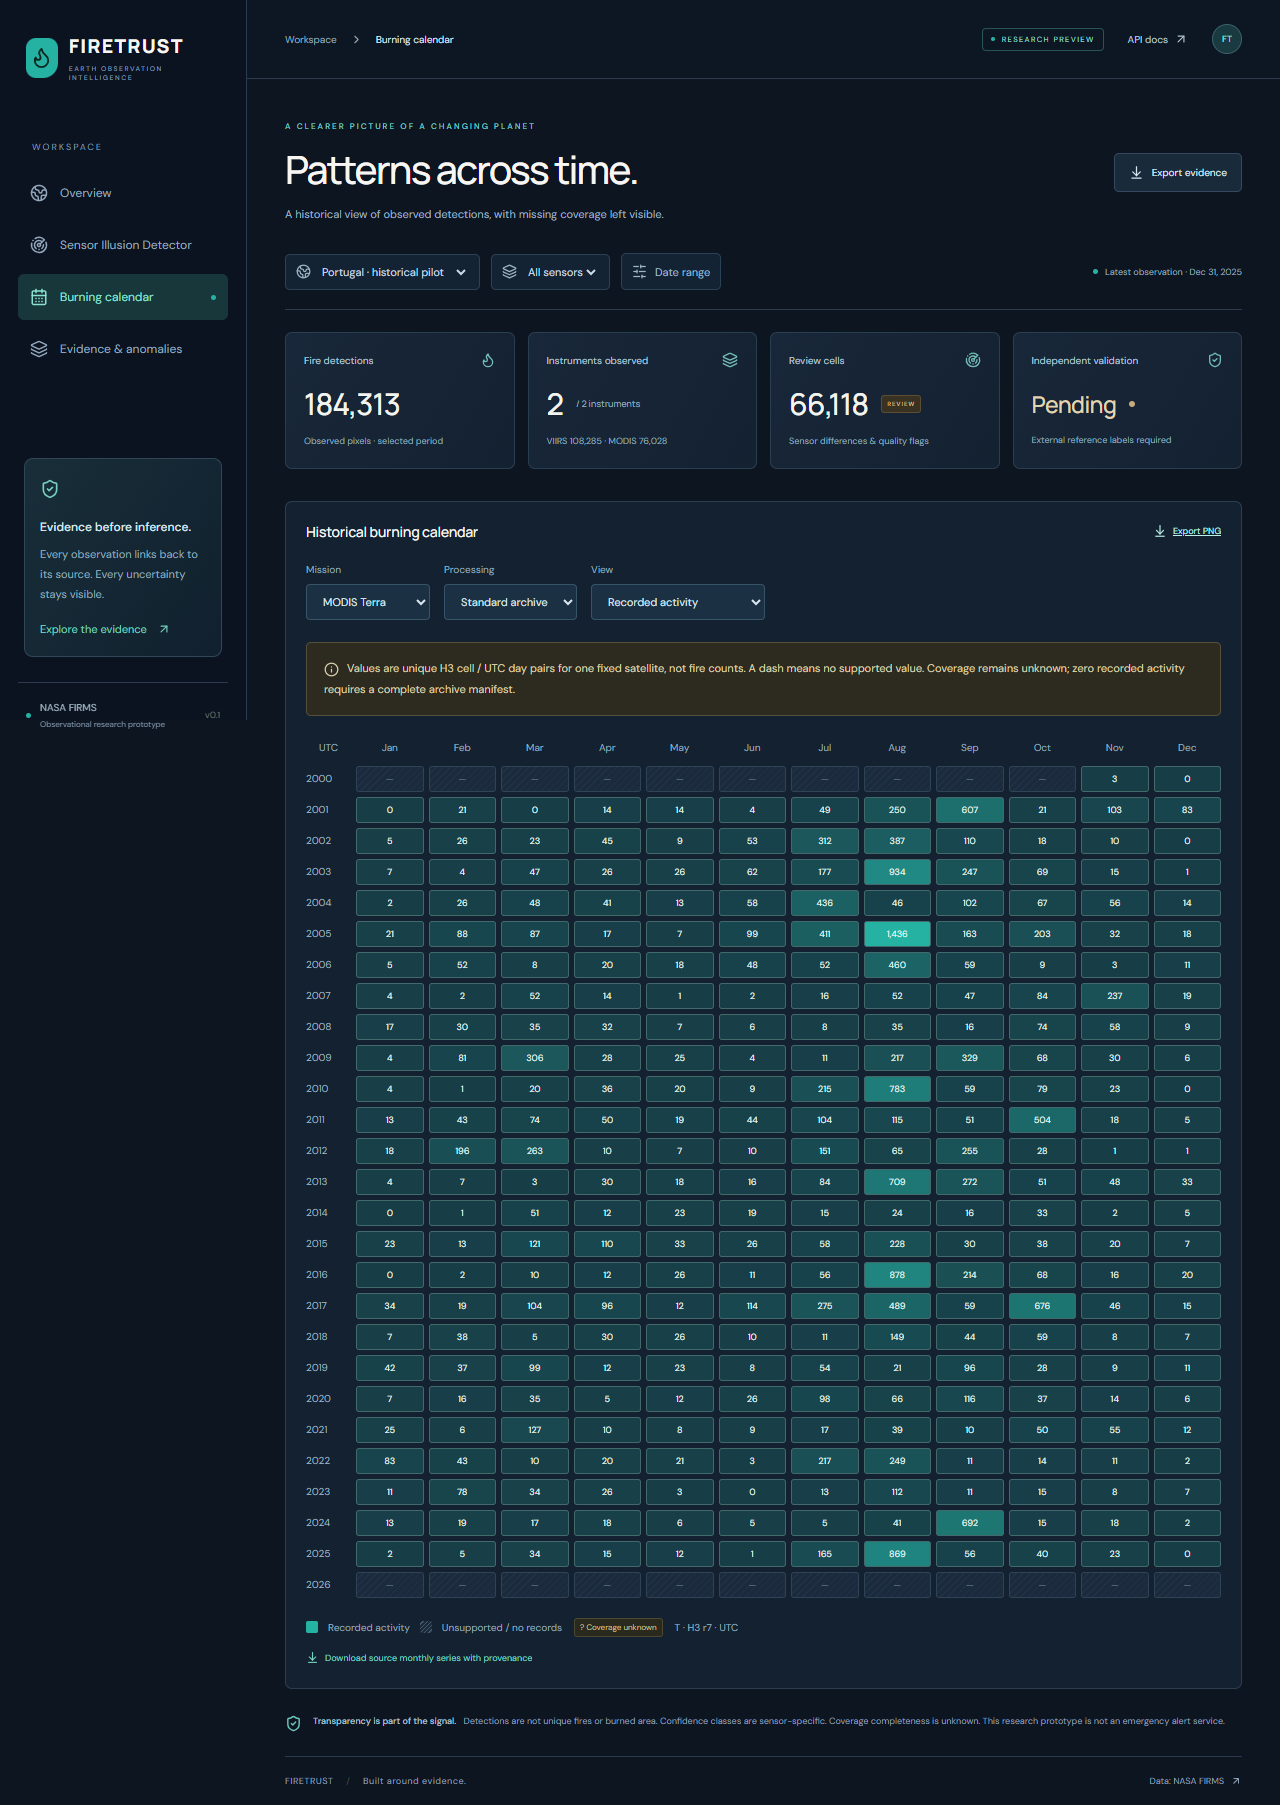 FIRETRUST
EARTH OBSERVATION
INTELLIGENCE
WORKSPACE
Overview
Sensor Illusion Detector
Burning calendar
Evidence & anomalies
Evidence before inference.
Every observation links back to
its source. Every uncertainty
stays visible.
Explore the evidence
NASA FIRMS
Observational research prototype
v0.1
Workspace > Burning calendar
RESEARCH PREVIEW
API docs
FT
A CLEARER PICTURE OF A CHANGING PLANET
Patterns across time.
A historical view of observed detections, with missing coverage left visible.
Export evidence
Portugal · historical pilot
All sensors
Date range
Latest observation · Dec 31, 2025
Fire detections
184,313
Observed pixels · selected period
Instruments observed
2 / 2 instruments
VIIRS 108,285 · MODIS 76,028
Review cells
66,118 REVIEW
Sensor differences & quality flags
Independent validation
Pending
External reference labels required
Historical burning calendar
Export PNG
Mission Processing View
MODIS Terra Standard archive Recorded activity
Values are unique H3 cell / UTC day pairs for one fixed satellite, not fire counts. A dash means no supported value. Coverage remains unknown; zero recorded activity
requires a complete archive manifest.
UTC Jan Feb Mar Apr May Jun Jul Aug Sep Oct Nov Dec
2000 — — — — — — — — — — 3 0
2001 0 21 0 14 14 4 49 250 607 21 103 83
2002 5 26 23 45 9 53 312 387 110 18 10 0
2003 7 4 47 26 26 62 177 934 247 69 15 1
2004 2 26 48 41 13 58 436 46 102 67 56 14
2005 21 88 87 17 7 99 411 1,436 163 203 32 18
2006 5 52 8 20 18 48 52 460 59 9 3 11
2007 4 2 52 14 1 2 16 52 47 84 237 19
2008 17 30 35 32 7 6 8 35 16 74 58 9
2009 4 81 306 28 25 4 11 217 329 68 30 6
2010 4 1 20 36 20 9 215 783 59 79 23 0
2011 13 43 74 50 19 44 104 115 51 504 18 5
2012 18 196 263 10 7 10 151 65 255 28 1 1
2013 4 7 3 30 18 16 84 709 272 51 48 33
2014 0 1 51 12 23 19 15 24 16 33 2 5
2015 23 13 121 110 33 26 58 228 30 38 20 7
2016 0 2 10 12 26 11 56 878 214 68 16 20
2017 34 19 104 96 12 114 275 489 59 676 46 15
2018 7 38 5 30 26 10 11 149 44 59 8 7
2019 42 37 99 12 23 8 54 21 96 28 9 11
2020 7 16 35 5 12 26 98 66 116 37 14 6
2021 25 6 127 10 8 9 17 39 10 50 55 12
2022 83 43 10 20 21 3 217 249 11 14 11 2
2023 11 78 34 26 3 0 13 112 11 15 8 7
2024 13 19 17 18 6 5 5 41 692 15 18 2
2025 2 5 34 15 12 1 165 869 56 40 23 0
2026 — — — — — — — — — — — —
Recorded activity Unsupported / no records ? Coverage unknown T · H3 r7 · UTC
Download source monthly series with provenance
Transparency is part of the signal. Detections are not unique fires or burned area. Confidence classes are sensor-specific. Coverage completeness is unknown. This research prototype is not an emergency alert service.
FIRETRUST / Built around evidence.
Data: NASA FIRMS